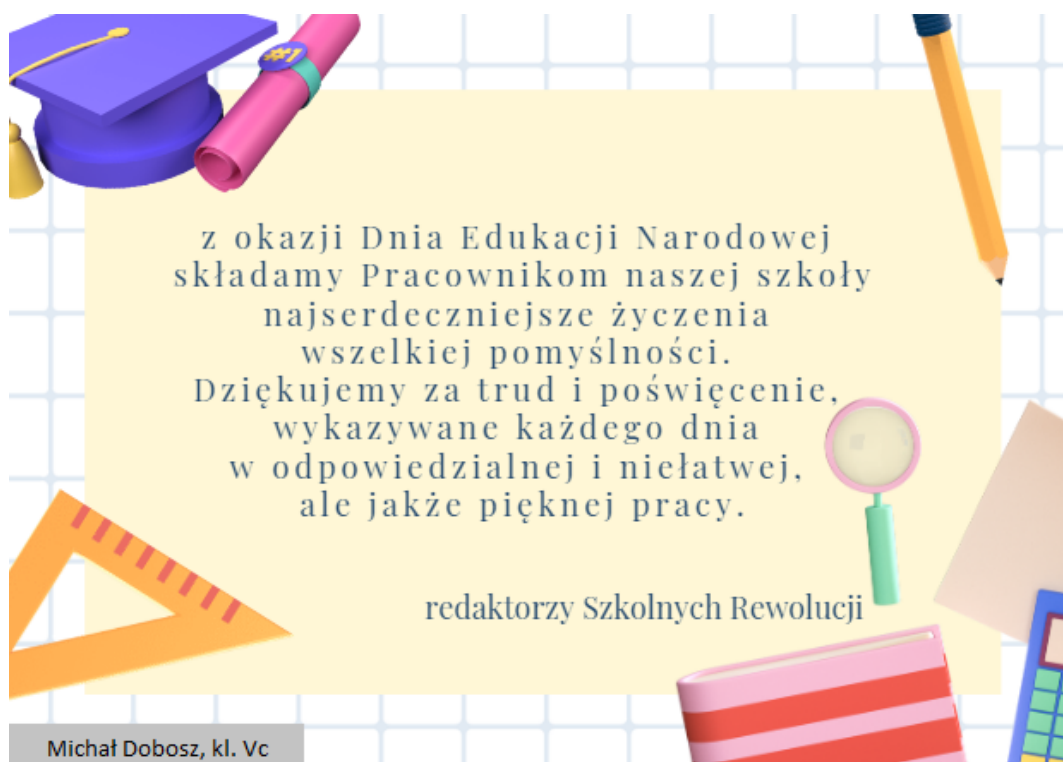 #1
z okazji Dnia Edukacji Narodowej
składamy Pracownikom naszej szkoły
najserdeczniejsze życzenia
wszelkiej pomyślności.
Dziękujemy za trud i poświęcenie,
wykazywane każdego dnia
w odpowiedzialnej i niełatwej,
ale jakże pięknej pracy.
redaktorzy Szkolnych Rewolucji
Michał Dobosz, kl. Vc